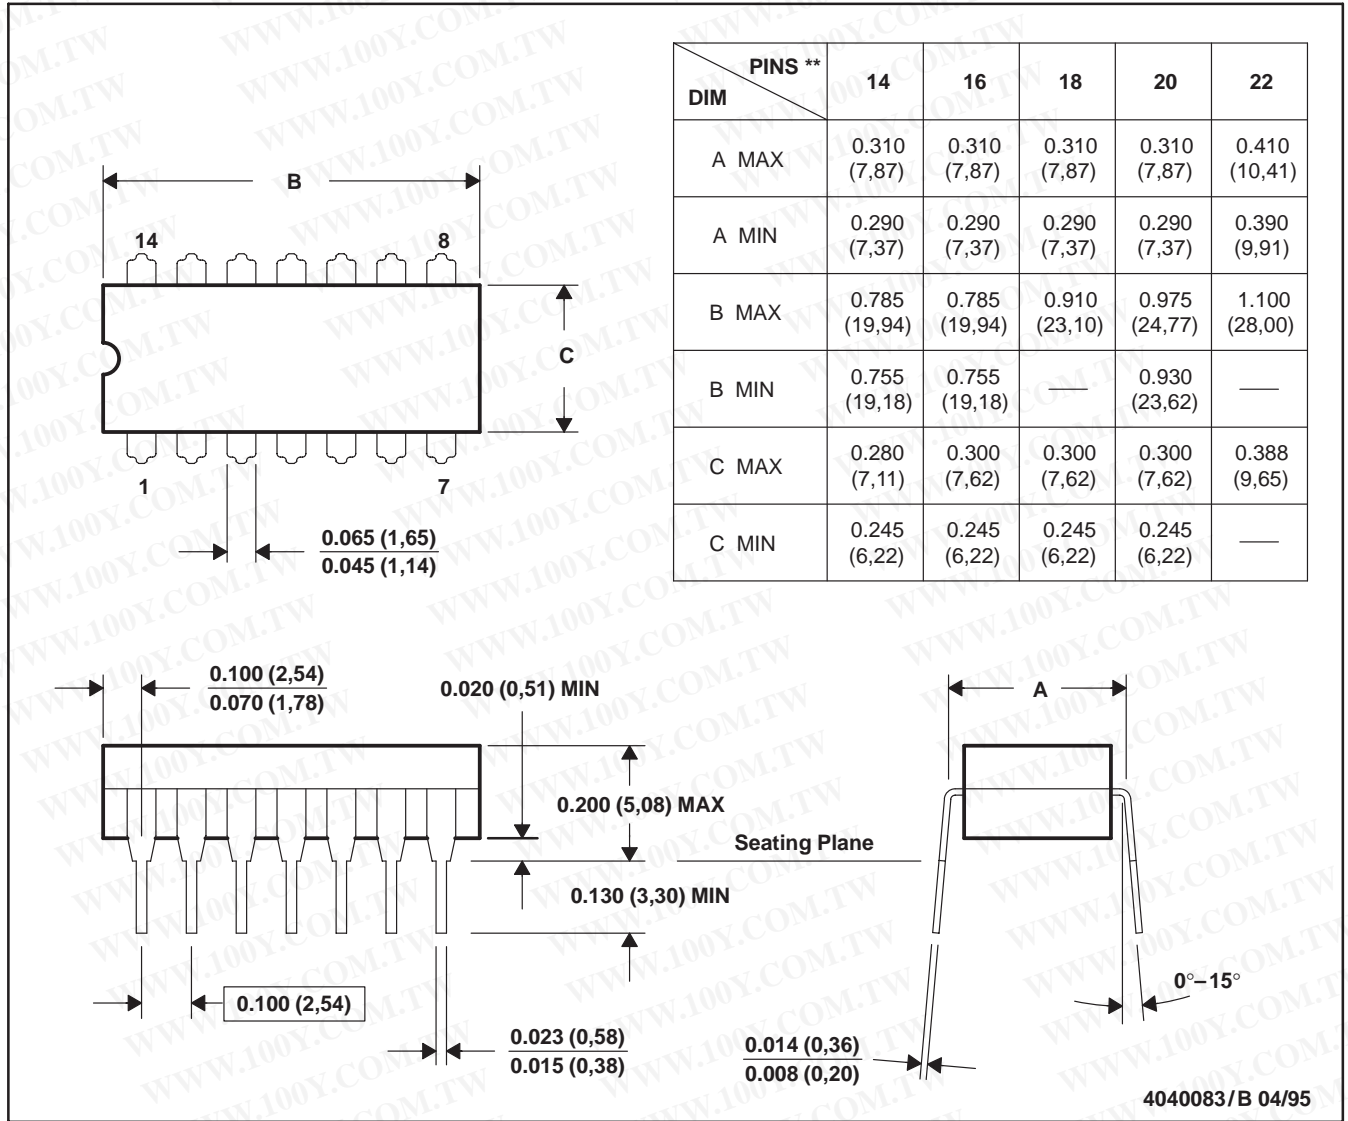 PINS **
DIM
14 16 18 20 22
A MAX
0.310 0.310 0.310 0.310 0.410
(7,87) (7,87) (7,87) (7,87) (10,41)
A MIN
0.290 0.290 0.290 0.290 0.390
(7,37) (7,37) (7,37) (7,37) (9,91)
B MAX
0.785 0.785 0.910 0.975 1.100
(19,94) (19,94) (23,10) (24,77) (28,00)
B MIN
0.755 0.755 — 0.930 —
(19,18) (19,18) (23,62)
C MAX
0.280 0.300 0.300 0.300 0.388
(7,11) (7,62) (7,62) (7,62) (9,65)
C MIN
0.245 0.245 0.245 0.245 —
(6,22) (6,22) (6,22) (6,22)
B
14 8
C
1 7
0.065 (1,65)
0.045 (1,14)
0.100 (2,54)
0.070 (1,78)
0.020 (0,51) MIN
A
0.200 (5,08) MAX
Seating Plane
0.130 (3,30) MIN
0.100 (2,54)
0°–15°
0.023 (0,58)
0.015 (0,38)
0.014 (0,36)
0.008 (0,20)
4040083/B 04/95
WWW.100Y.COM.TW